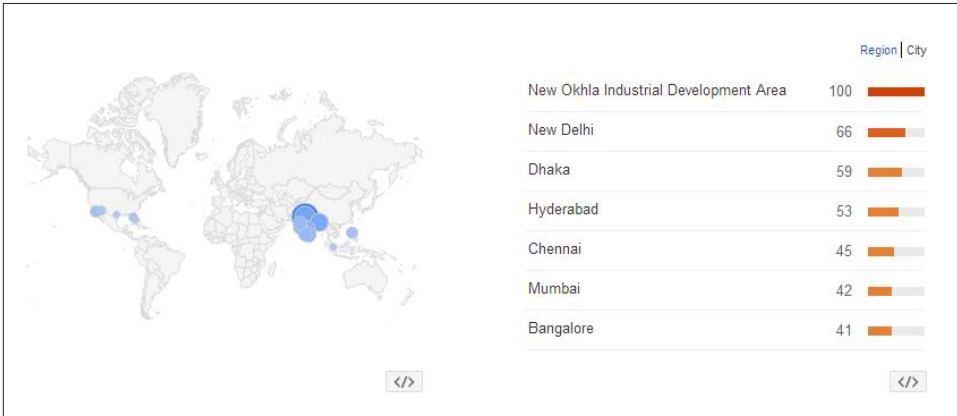 Region | City
New Okhla Industrial Development Area 100
New Delhi 66
Dhaka 59
Hyderabad 53
Chennai 45
Mumbai 42
Bangalore 41
</> </>